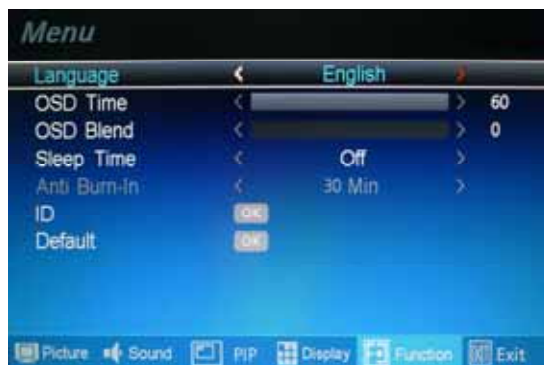 Menu
Language English
OSD Time 60
OSD Blend 0
Sleep Time Off
Anti Burn-In 30 Min
ID OK
Default OK
Picture Sound PIP Display Function Exit